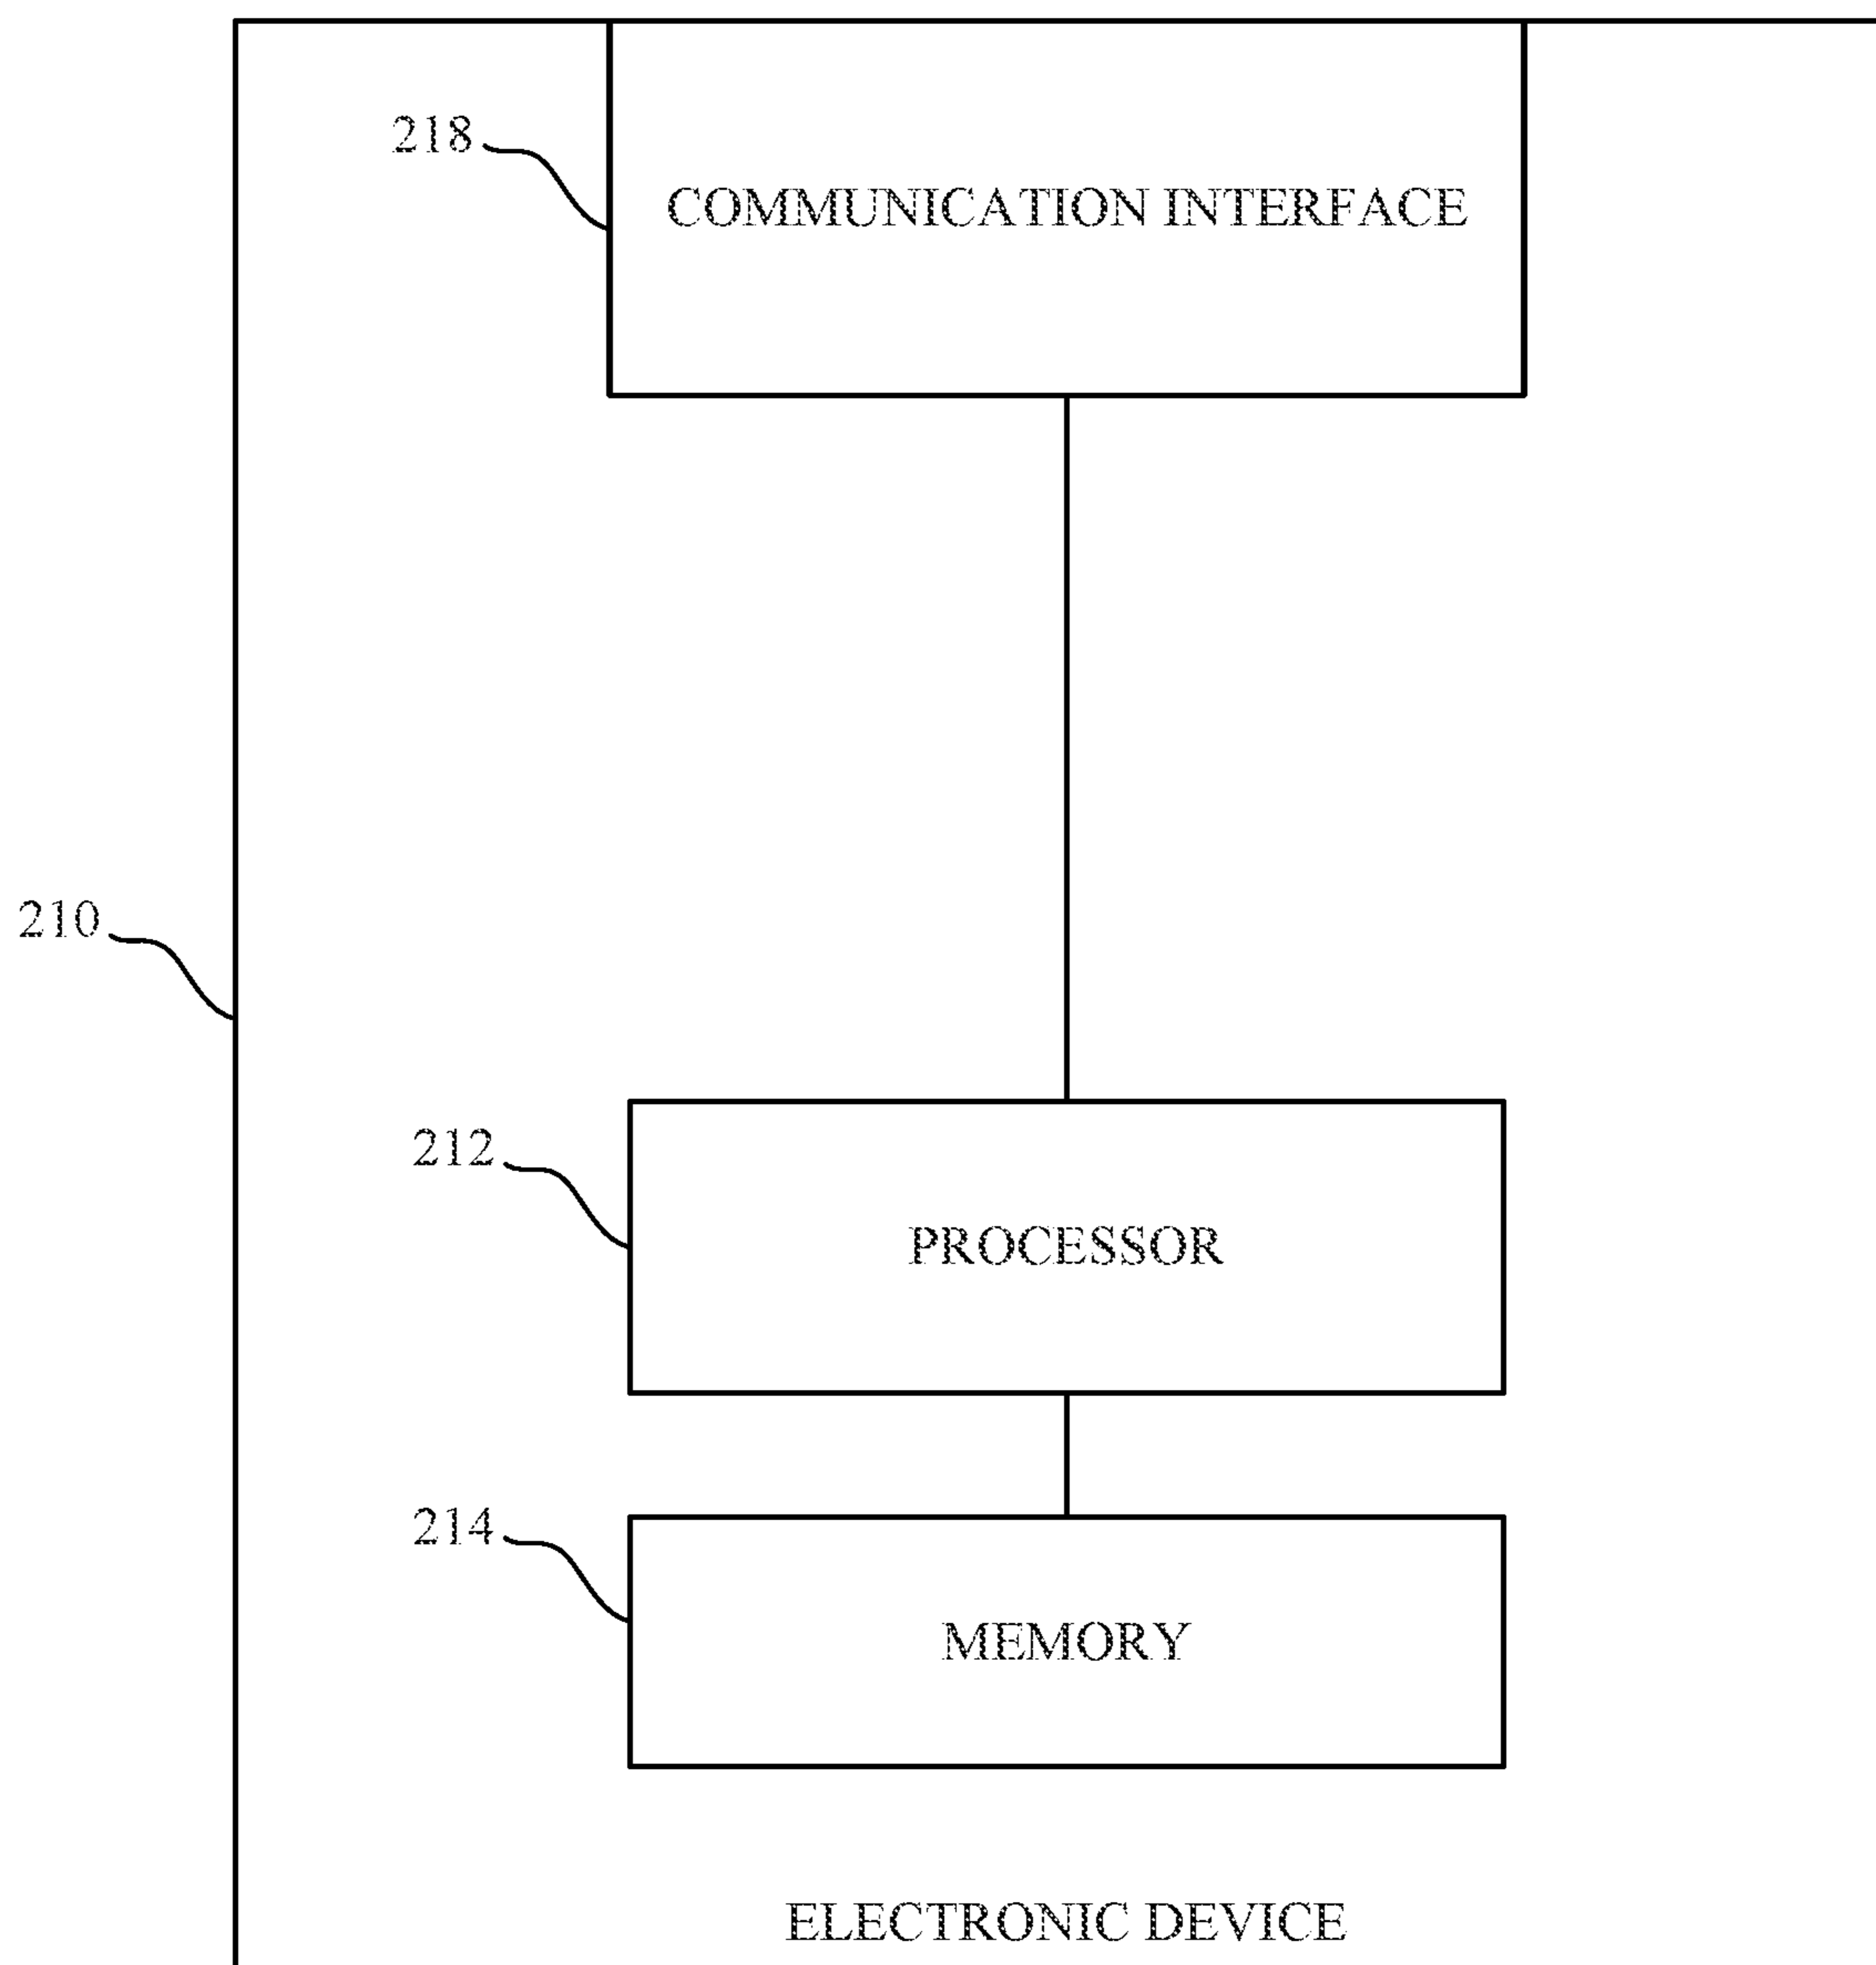 218
COMMUNICATION INTERFACE
210
212
PROCESSOR
214
MEMORY
ELECTRONIC DEVICE